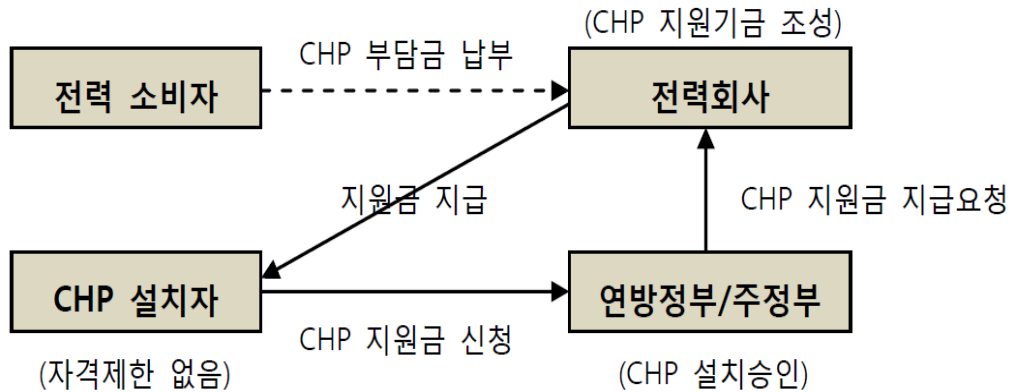 (CHP 지원기금 조성)
CHP 부담금 납부
전력 소비자
전력회사
지원금 지급
CHP 지원금 지급요청
CHP 설치자
연방정부/주정부
CHP 지원금 신청
(자격제한 없음)
(CHP 설치승인)